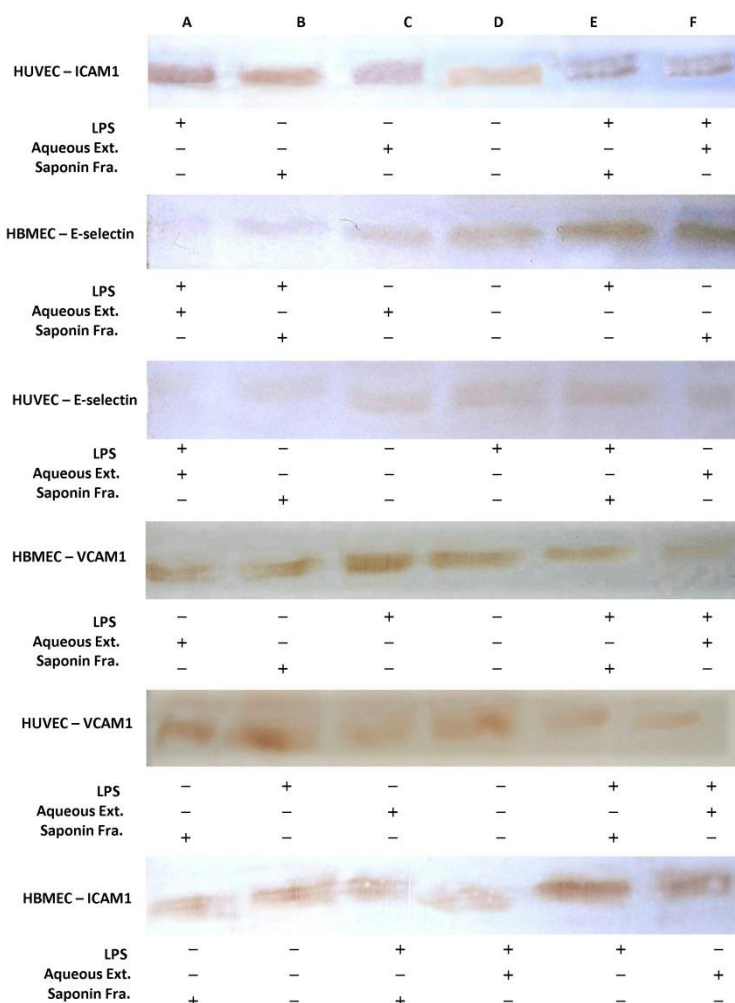 A B C D E F
HUVEC – ICAM1
LPS + – – – + +
Aqueous Ext. – – + – – +
Saponin Fra. – + – – + –
HBMEC – E-selectin
LPS + + – – + –
Aqueous Ext. + – + – – –
Saponin Fra. – + – – – +
HUVEC – E-selectin
LPS + – – + + –
Aqueous Ext. + – – – – +
Saponin Fra. – + – – + –
HBMEC – VCAM1
LPS – – + – + +
Aqueous Ext. + – – – – +
Saponin Fra. – + – – + –
HUVEC – VCAM1
LPS – + – – + +
Aqueous Ext. – – + – – +
Saponin Fra. + – – – + –
HBMEC – ICAM1
LPS – – + + + –
Aqueous Ext. – – – + – +
Saponin Fra. + – + – – –